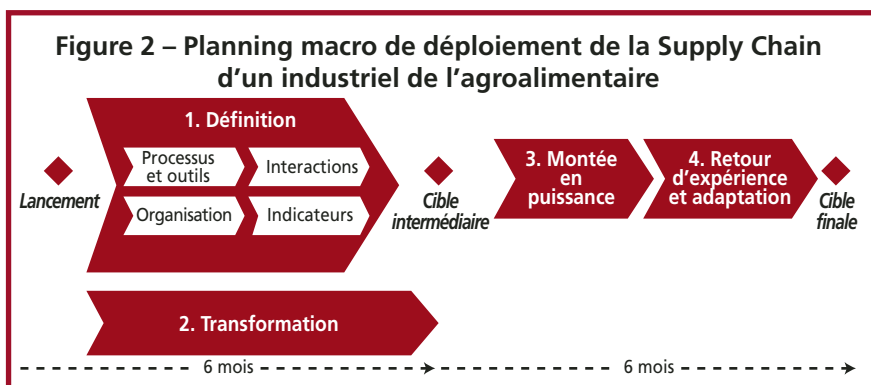 Figure 2 – Planning macro de déploiement de la Supply Chain
d’un industriel de l’agroalimentaire
1. Définition
Processus
et outils
Interactions
Organisation
Indicateurs
Lancement
Cible
intermédiaire
3. Montée
en
puissance
4. Retour
d’expérience
et adaptation
Cible
finale
2. Transformation
6 mois
6 mois